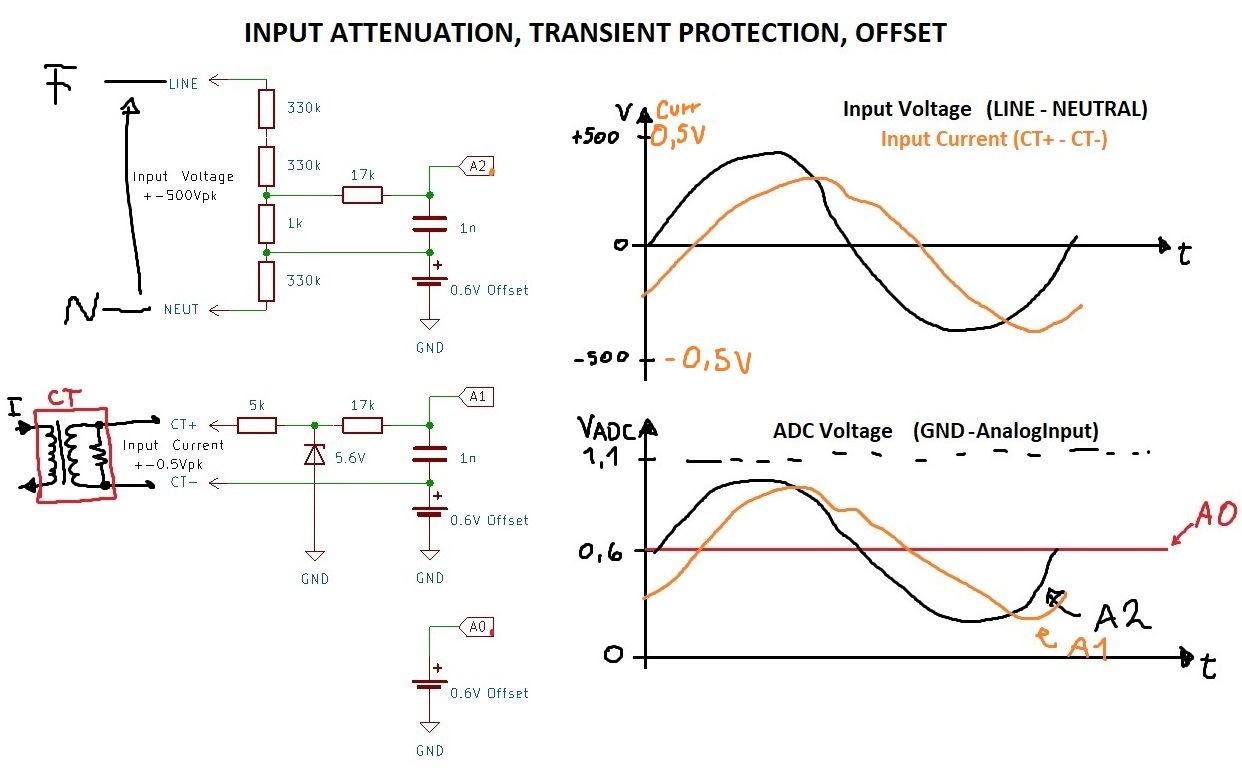 INPUT ATTENUATION, TRANSIENT PROTECTION, OFFSET
F
LINE
330k
330k
Input Voltage
+-500Vpk
17k
A2
1k
1n
330k
+
0.6V Offset
N
NEUT
GND
CT
I
CT+
5k
17k
A1
Input Current
+-0.5Vpk
5.6V
1n
CT-
+
0.6V Offset
GND
GND
A0
+
0.6V Offset
GND
V
Curr
+500
0,5V
Input Voltage (LINE - NEUTRAL)
Input Current (CT+ - CT-)
0
t
-500
-0,5V
VADC
ADC Voltage (GND -AnalogInput)
1,1
A0
0,6
A2
A1
0
t